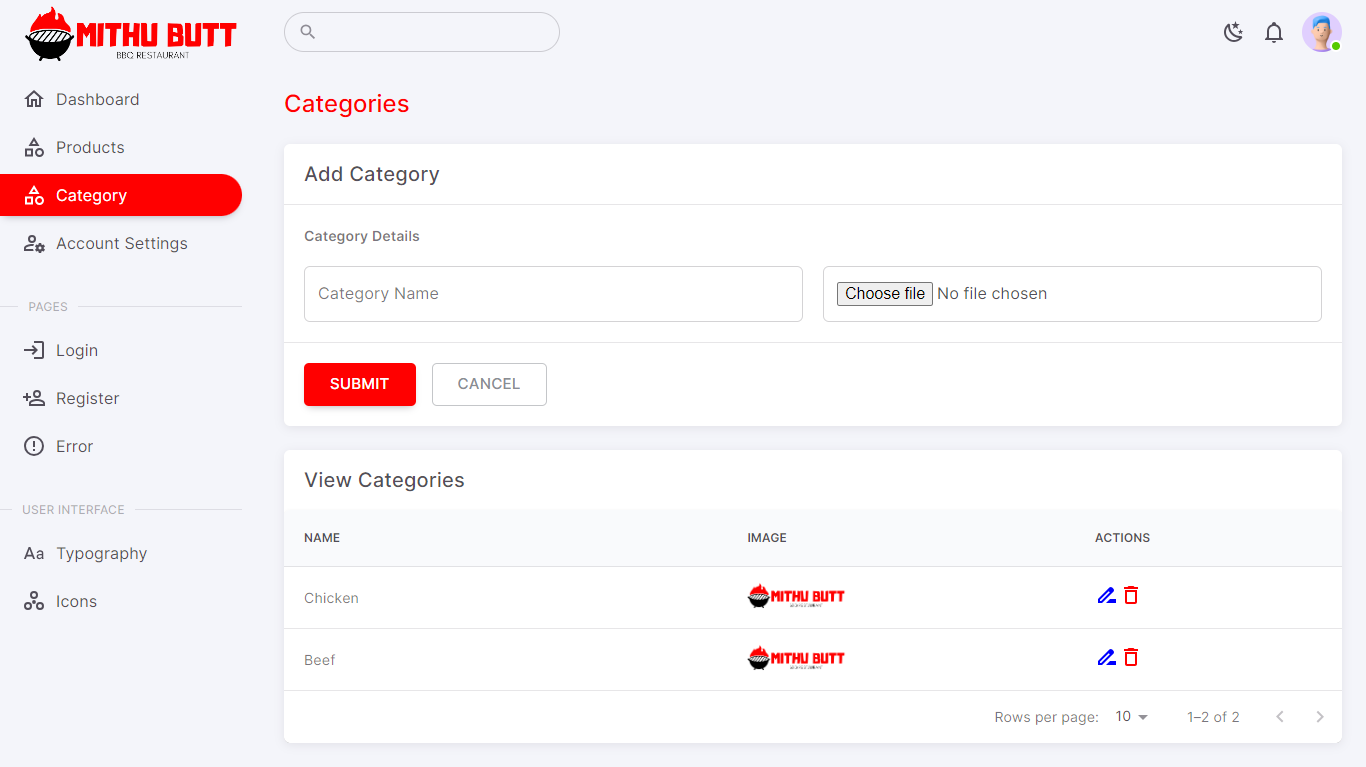 MITHU BUTT
BBQ RESTAURANT
Dashboard
Products
Category
Account Settings
PAGES
Login
Register
Error
USER INTERFACE
Aa Typography
Icons
Categories
Add Category
Category Details
Category Name
Choose file No file chosen
SUBMIT CANCEL
View Categories
NAME IMAGE ACTIONS
Chicken MITHU BUTT
Beef MITHU BUTT
Rows per page: 10 1–2 of 2